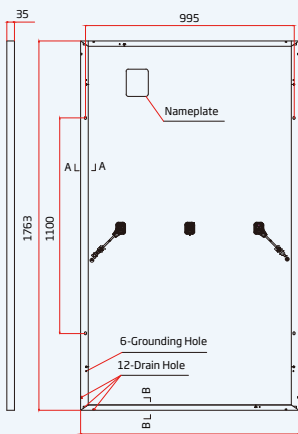 35
995
Nameplate
A
A
1763
1100
6-Grounding Hole
12-Drain Hole
B
B